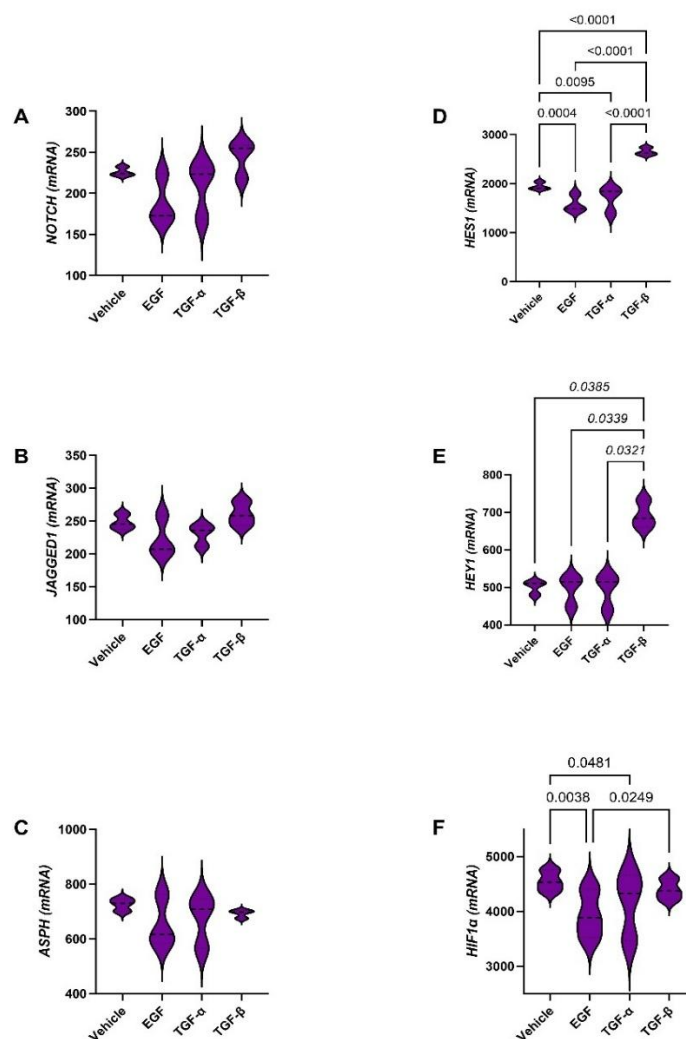 A
NOTCH (mRNA)
300
250
200
150
100
Vehicle
EGF
TGF-α
TGF-β
B
JAGGED1 (mRNA)
350
300
250
200
150
100
Vehicle
EGF
TGF-α
TGF-β
C
ASPH (mRNA)
1000
800
600
400
Vehicle
EGF
TGF-α
TGF-β
D
<0.0001
<0.0001
0.0095
0.0004 <0.0001
HES1 (mRNA)
3000
2000
1000
0
Vehicle
EGF
TGF-α
TGF-β
E
0.0385
0.0339
0.0321
HEY1 (mRNA)
800
700
600
500
400
Vehicle
EGF
TGF-α
TGF-β
F
0.0481
0.0038 0.0249
HIF1α (mRNA)
5000
4000
3000
Vehicle
EGF
TGF-α
TGF-β